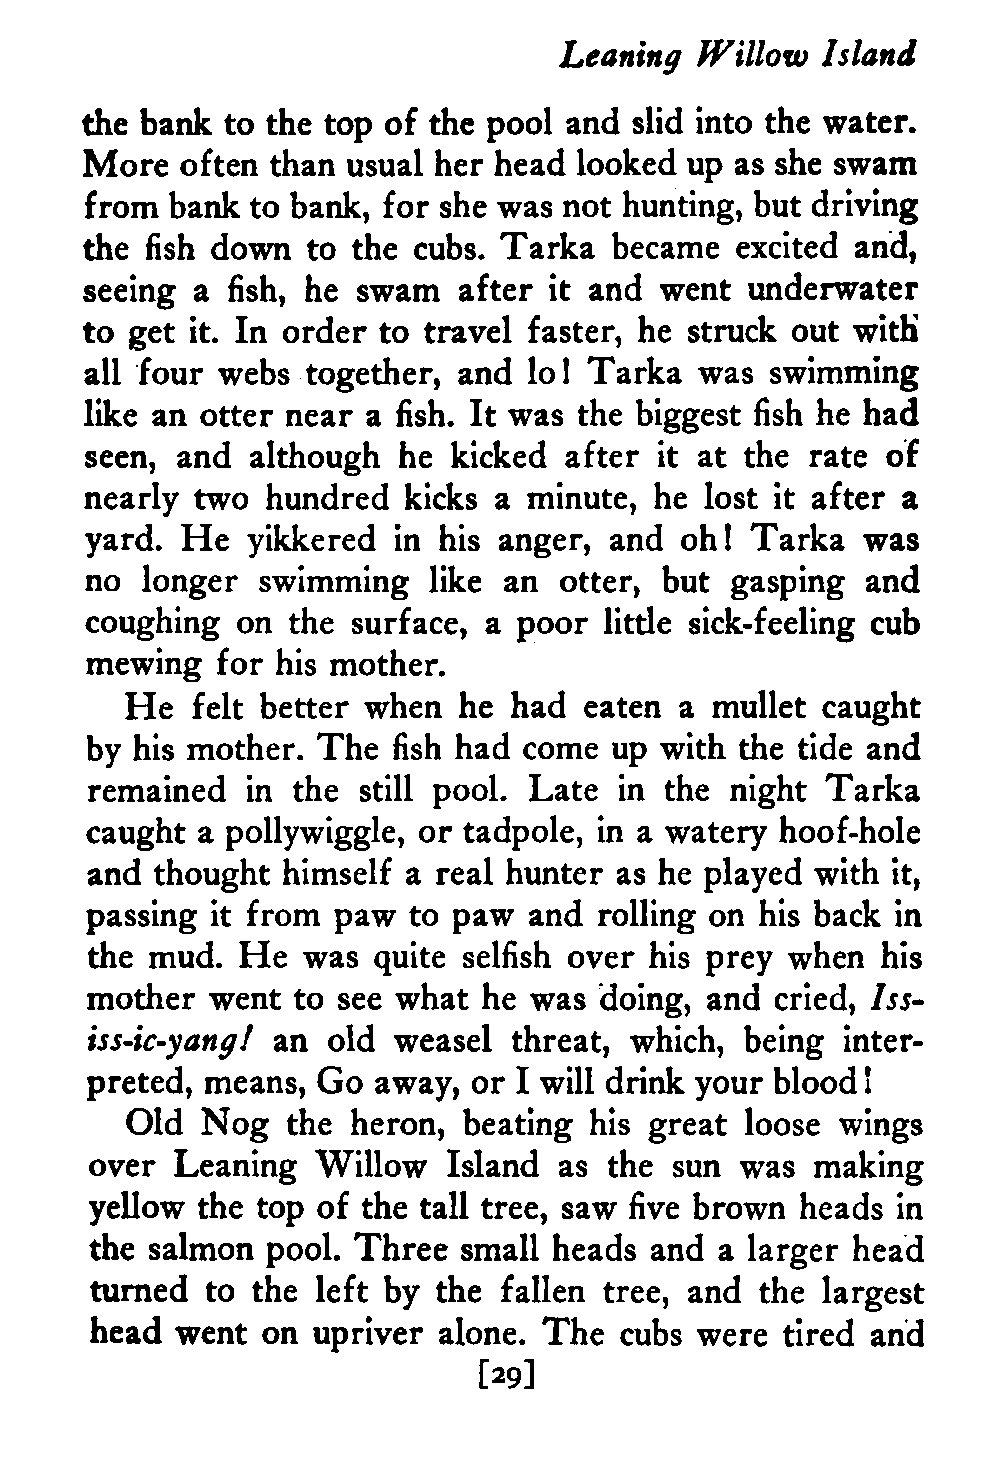 Leaning Willow Island
the bank to the top of the pool and slid into the water.
More often than usual her head looked up as she swam
from bank to bank, for she was not hunting, but driving
the fish down to the cubs. Tarka became excited and,
seeing a fish, he swam after it and went underwater
to get it. In order to travel faster, he struck out with
all four webs together, and lo! Tarka was swimming
like an otter near a fish. It was the biggest fish he had
seen, and although he kicked after it at the rate of
nearly two hundred kicks a minute, he lost it after a
yard. He yikkered in his anger, and oh! Tarka was
no longer swimming like an otter, but gasping and
coughing on the surface, a poor little sick-feeling cub
mewing for his mother.
He felt better when he had eaten a mullet caught
by his mother. The fish had come up with the tide and
remained in the still pool. Late in the night Tarka
caught a pollywiggle, or tadpole, in a watery hoof-hole
and thought himself a real hunter as he played with it,
passing it from paw to paw and rolling on his back in
the mud. He was quite selfish over his prey when his
mother went to see what he was doing, and cried, Iss-
iss-ic-yang! an old weasel threat, which, being inter-
preted, means, Go away, or I will drink your blood!
Old Nog the heron, beating his great loose wings
over Leaning Willow Island as the sun was making
yellow the top of the tall tree, saw five brown heads in
the salmon pool. Three small heads and a larger head
turned to the left by the fallen tree, and the largest
head went on upriver alone. The cubs were tired and
[29]